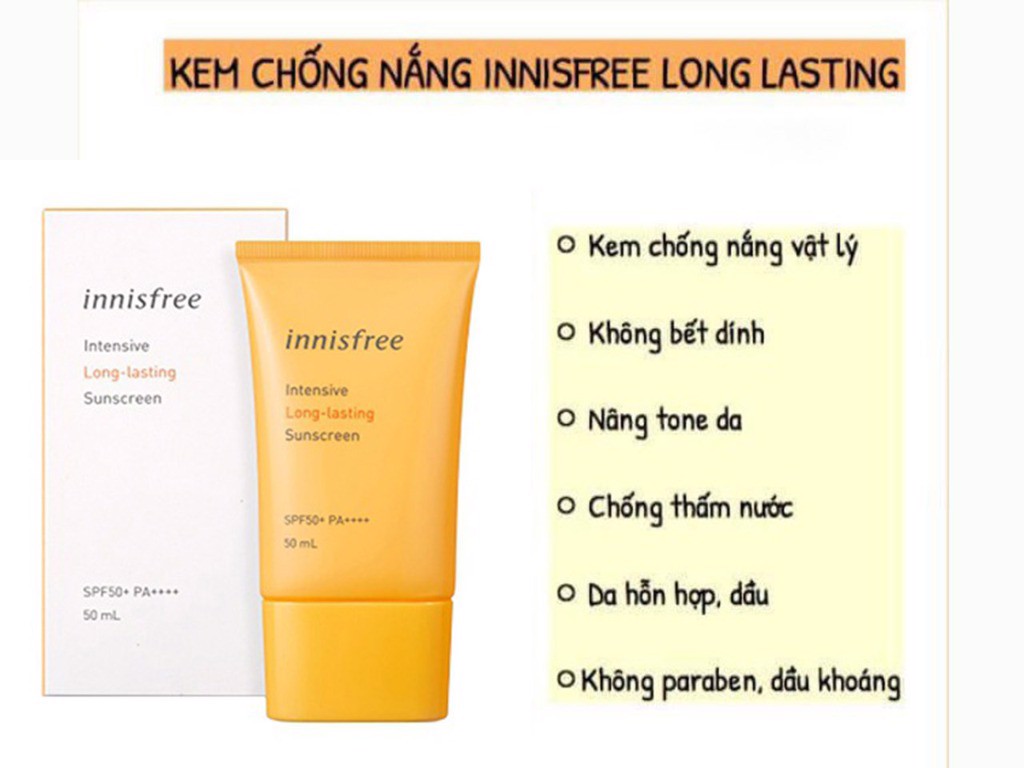 KEM CHỐNG NẮNG INNISFREE LONG LASTING
innisfree
Intensive
Long-lasting
Sunscreen
SPF50+ PA++++
50 mL
innisfree
Intensive
Long-lasting
Sunscreen
SPF50+ PA++++
50 mL
Kem chống nắng vật lý
Không bết dính
Nâng tone da
Chống thấm nước
Da hỗn hợp, dầu
Không paraben, dầu khoáng